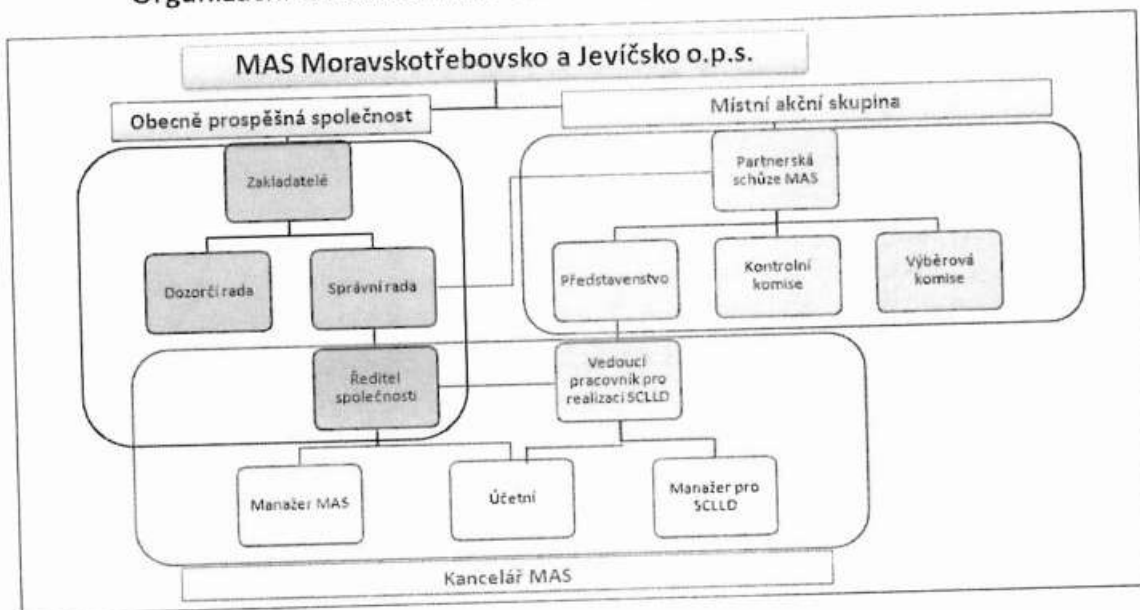 MAS Moravskotřebovsko a Jevíčsko o.p.s.
Obecně prospěšná společnost
Místní akční skupina
Zakladatelé
Partnerská
schůze MAS
Dozorčí rada
Správní rada
Představenstvo
Kontrolní
komise
Výběrová
komise
Ředitel
společnosti
Vedoucí
pracovník pro
realizaci SCLLD
Manažer MAS
Účetní
Manažer pro
SCLLD
Kancelář MAS